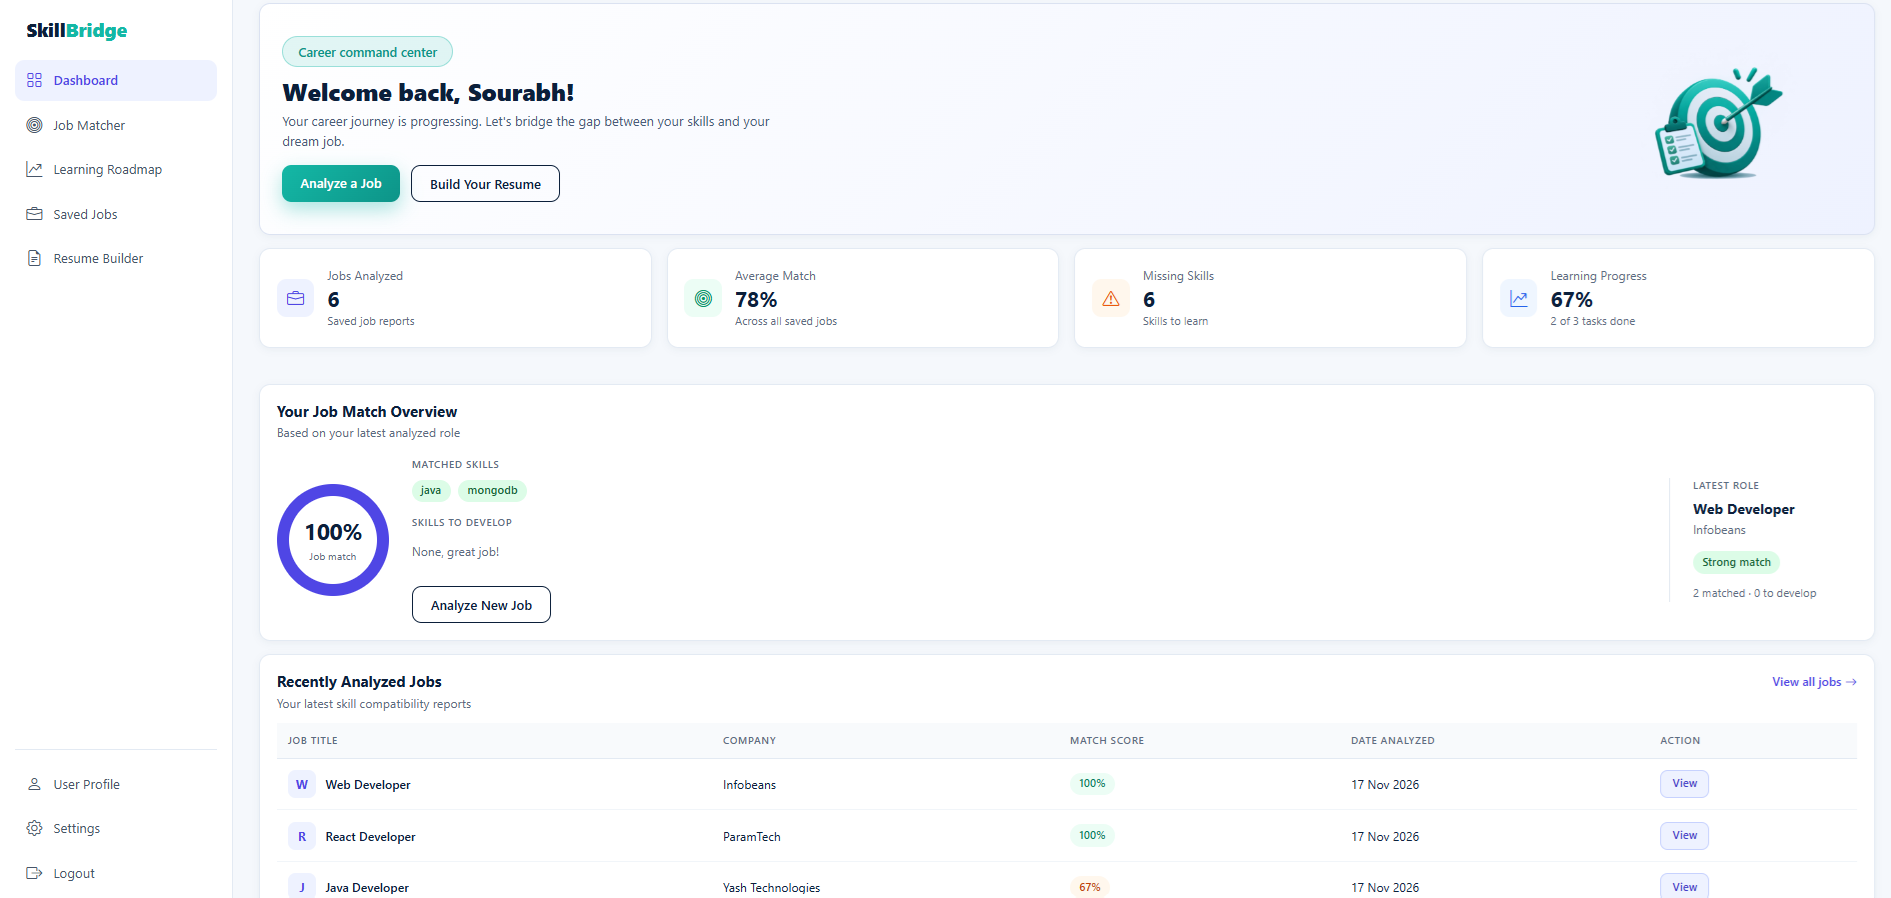 SkillBridge
Dashboard
Job Matcher
Learning Roadmap
Saved Jobs
Resume Builder
User Profile
Settings
Logout
Career command center
Welcome back, Sourabh!
Your career journey is progressing. Let's bridge the gap between your skills and your
dream job.
Analyze a Job
Build Your Resume
Jobs Analyzed
6
Saved job reports
Average Match
78%
Across all saved jobs
Missing Skills
6
Skills to learn
Learning Progress
67%
2 of 3 tasks done
Your Job Match Overview
Based on your latest analyzed role
100%
Job match
MATCHED SKILLS
java mongodb
SKILLS TO DEVELOP
None, great job!
Analyze New Job
LATEST ROLE
Web Developer
Infobeans
Strong match
2 matched · 0 to develop
Recently Analyzed Jobs
View all jobs →
Your latest skill compatibility reports
JOB TITLE COMPANY MATCH SCORE DATE ANALYZED ACTION
W Web Developer Infobeans 100% 17 Nov 2026 View
R React Developer ParamTech 100% 17 Nov 2026 View
J Java Developer Yash Technologies 67% 17 Nov 2026 View